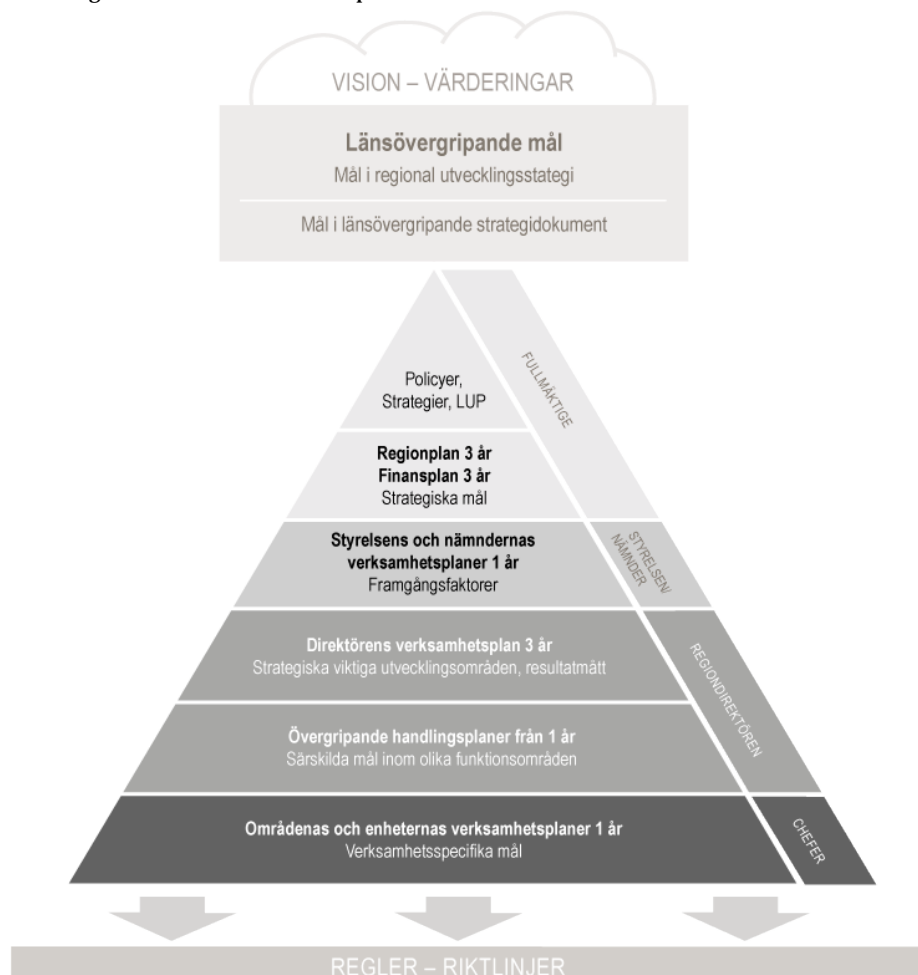 VISION – VÄRDERINGAR
Länsövergripande mål
Mål i regional utvecklingsstategi
Mål i länsövergripande strategidokument
Policyer,
Strategier, LUP
FULLMÄKTIGE
Regionplan 3 år
Finansplan 3 år
Strategiska mål
Styrelsens och nämndernas
verksamhetsplaner 1 år
Framgångsfaktorer
STYRELSEN/
NÄMNDER
Direktörens verksamhetsplan 3 år
Strategiska viktiga utvecklingsområden, resultatmått
REGIONDIREKTÖREN
Övergripande handlingsplaner från 1 år
Särskilda mål inom olika funktionsområden
Områdenas och enheternas verksamhetsplaner 1 år
Verksamhetsspecifika mål
CHEFER
REGLER – RIKTLINJER